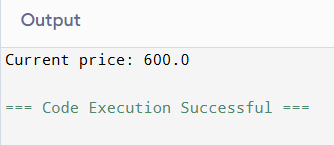 Output
Current price: 600.0
=== Code Execution Successful ===